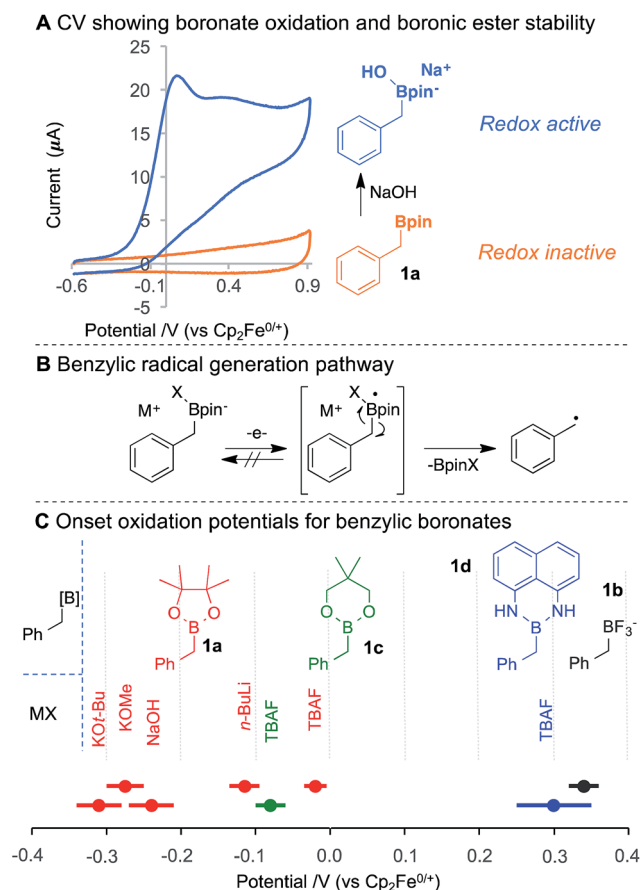 A CV showing boronate oxidation and boronic ester stability
25
20
15
10
5
0
-5
-0.6
-0.1
0.4
0.9
Current (μA)
Potential /V (vs Cp2Fe0/+)
HO
Na+
Bpin-
Redox active
NaOH
Bpin
1a
Redox inactive
B Benzylic radical generation pathway
X
M+
Bpin-
-e-
X
M+
Bpin
-BpinX
C Onset oxidation potentials for benzylic boronates
[B]
Ph
MX
O
O
B
Ph
1a
O
O
B
Ph
1c
1d
HN
NH
B
Ph
1b
BF3-
Ph
KOt-Bu
KOMe
NaOH
n-BuLi
TBAF
TBAF
TBAF
-0.4
-0.3
-0.2
-0.1
0.0
0.1
0.2
0.3
0.4
Potential /V (vs Cp2Fe0/+)